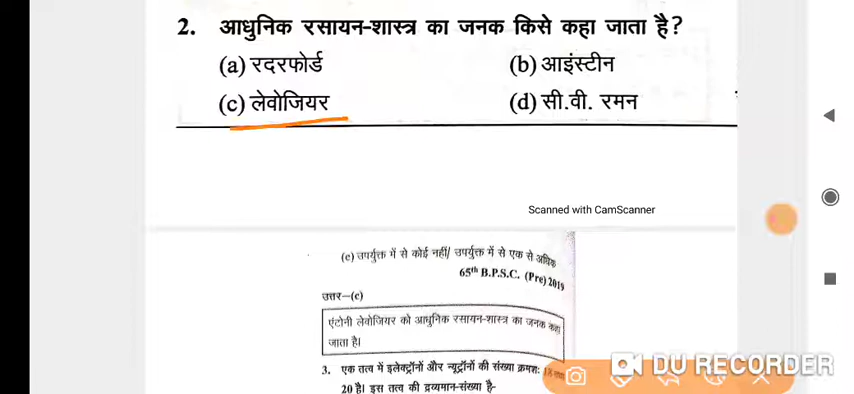 2. आधुनिक रसायन-शास्त्र का जनक किसे कहा जाता है?
(a) रदरफोर्ड (b) आइंस्टीन
(c) लेवोजियर (d) सी.वी. रमन
Scanned with CamScanner
(e) उपर्युक्त में से कोई नहीं/ उपर्युक्त में से एक से अधिक
65th B.P.S.C. (Pre) 2019
उत्तर–(c)
एंटोनी लेवोजियर को आधुनिक रसायन-शास्त्र का जनक कहा
जाता है।
3. एक तत्व में इलेक्ट्रॉनों और न्यूट्रॉनों की संख्या क्रमश: 18
20 है। इस तत्व की द्रव्यमान-संख्या है-
DU RECORDER